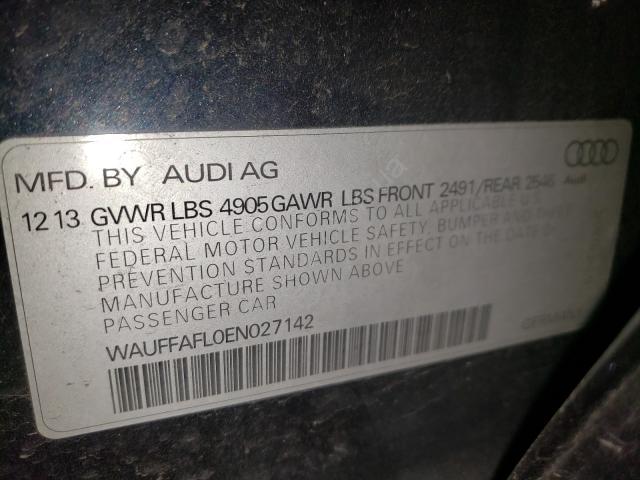 MFD. BY AUDI AG
12 13 GVWR LBS 4905 GAWR LBS FRONT 2491/REAR 2546
Audi
THIS VEHICLE CONFORMS TO ALL APPLICABLE U.S.
FEDERAL MOTOR VEHICLE SAFETY, BUMPER AND THEFT
PREVENTION STANDARDS IN EFFECT ON THE DATE OF
MANUFACTURE SHOWN ABOVE
PASSENGER CAR
WAUFFAFL0EN027142
GERMANY